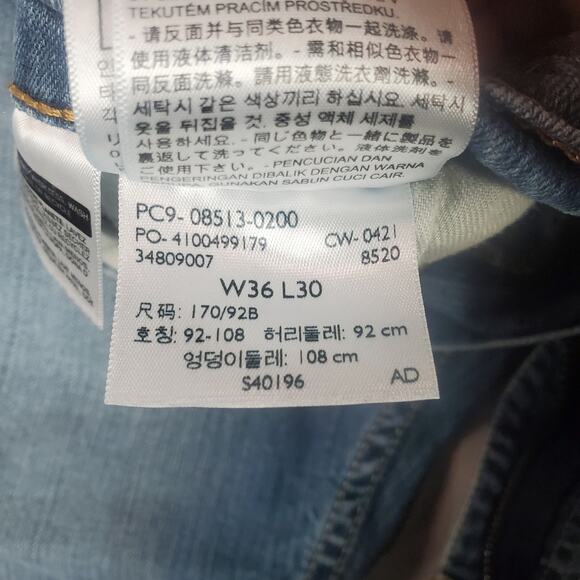 TEKUTÉM PRACÍM PROSTŘEDKU.
- 请反面并与同类色衣物一起洗涤。请
使用液体清洁剂。- 需和相似色衣物一
同反面洗滌。請用液態洗衣劑洗滌。-
세탁시 같은 색상끼리 하십시요. 세탁시
옷을 뒤집을 것. 중성 액체 세제를
사용하세요. - 同じ色物と一緒に製品を
裏返して洗ってください。液体洗剤を
ご使用下さい。- PENCUCIAN DAN
PENGERINGAN DIBALIK DENGAN WARNA
GUNAKAN SABUN CUCI CAIR.
WASH
PC9- 08513-0200
PO- 4100499179 CW- 0421
34809007 8520
W36 L30
尺码: 170/92B
호칭: 92-108 허리둘레: 92 cm
엉덩이둘레: 108 cm
S40196 AD